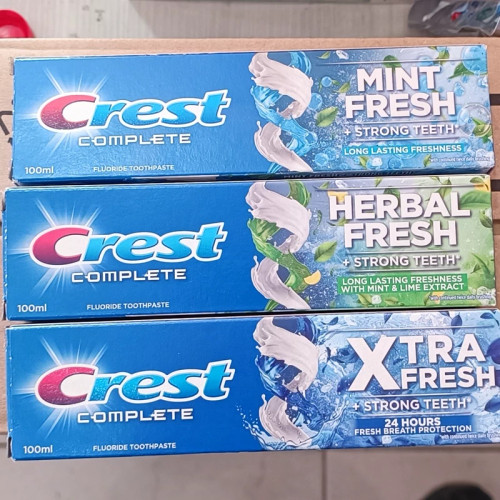 Crest
COMPLETE
100ml
FLUORIDE TOOTHPASTE
MINT
FRESH
+ STRONG TEETH*
LONG LASTING FRESHNESS
Crest
COMPLETE
100ml
FLUORIDE TOOTHPASTE
HERBAL
FRESH
+ STRONG TEETH*
LONG LASTING FRESHNESS
WITH MINT & LIME EXTRACT
Crest
COMPLETE
100ml
FLUORIDE TOOTHPASTE
XTRA
FRESH
+ STRONG TEETH*
24 HOURS
FRESH BREATH PROTECTION